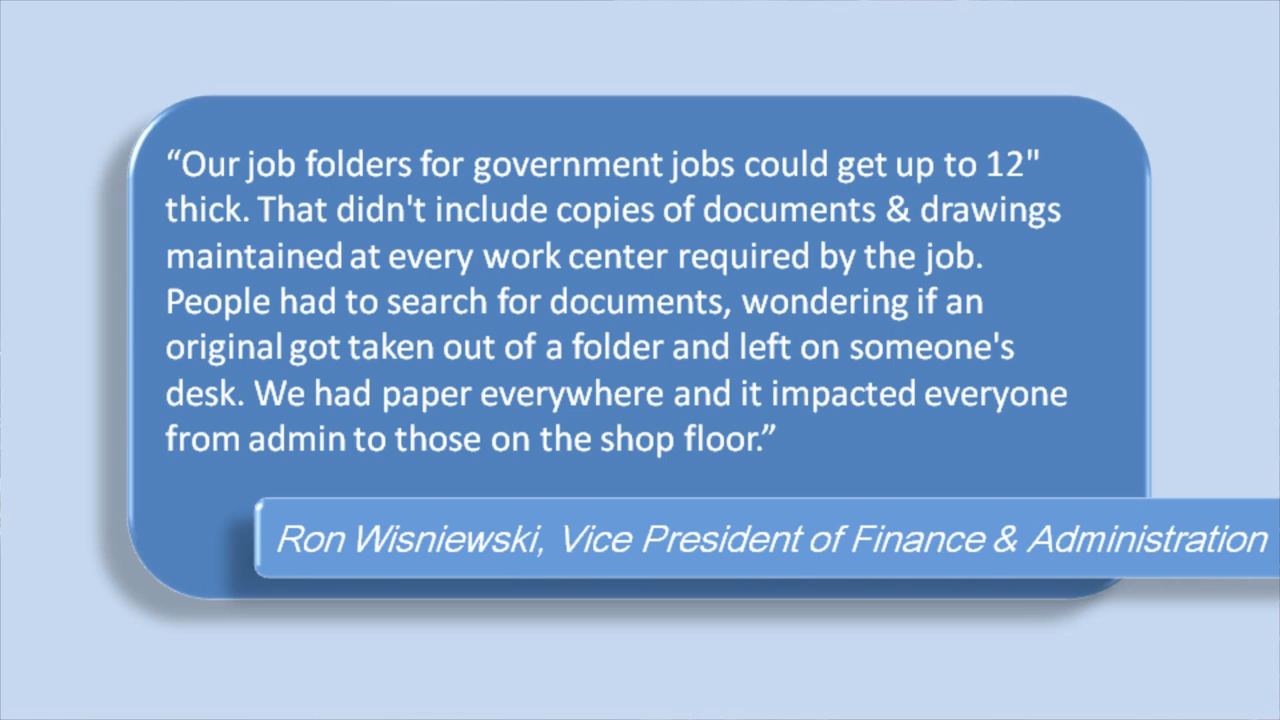 “Our job folders for government jobs could get up to 12"
thick. That didn't include copies of documents & drawings
maintained at every work center required by the job.
People had to search for documents, wondering if an
original got taken out of a folder and left on someone's
desk. We had paper everywhere and it impacted everyone
from admin to those on the shop floor.”
Ron Wisniewski, Vice President of Finance & Administration